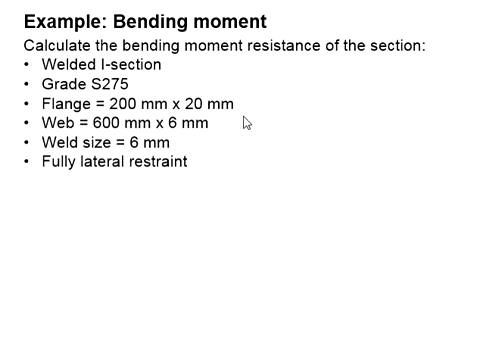 Example: Bending moment
Calculate the bending moment resistance of the section:
• Welded I-section
• Grade S275
• Flange = 200 mm x 20 mm
• Web = 600 mm x 6 mm
• Weld size = 6 mm
• Fully lateral restraint